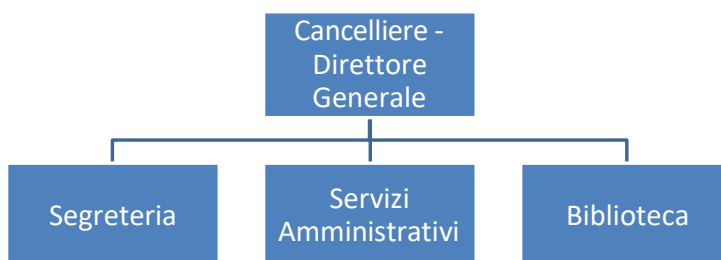 Cancelliere -
Direttore
Generale
Segreteria
Servizi
Amministrativi
Biblioteca